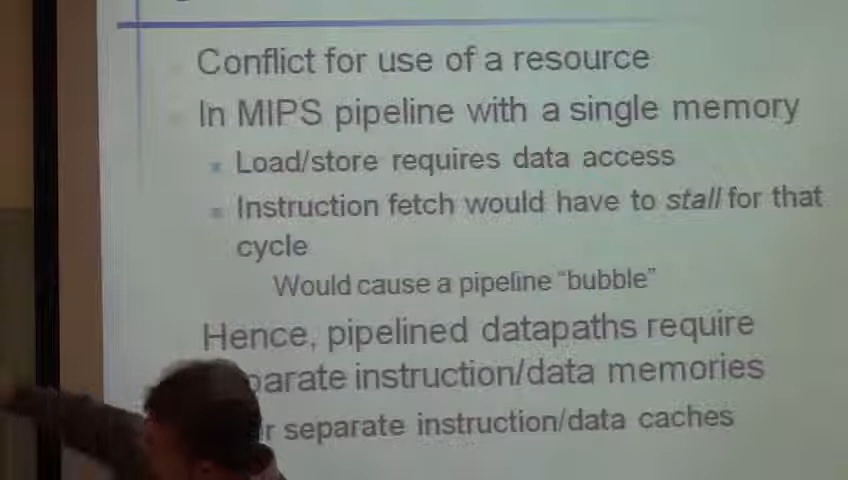 Conflict for use of a resource
In MIPS pipeline with a single memory
Load/store requires data access
Instruction fetch would have to stall for that
cycle
Would cause a pipeline “bubble”
Hence, pipelined datapaths require
instruction/data memories
separate instruction/data caches